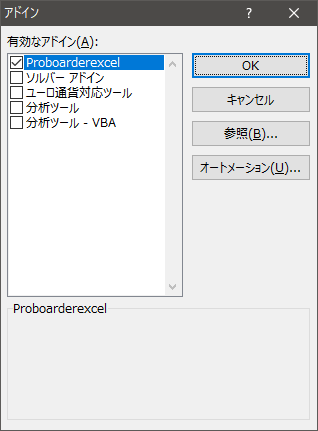 アドイン
有効なアドイン(A):
Proboarderexcel
ソルバー アドイン
ユーロ通貨対応ツール
分析ツール
分析ツール - VBA
OK
キャンセル
参照(B)...
オートメーション(U)...
Proboarderexcel